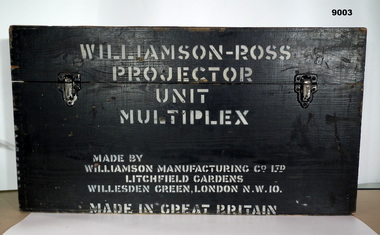 9003
WILLIAMSON-ROSS
PROJECTOR
UNIT
MULTIPLEX
MADE BY
WILLIAMSON MANUFACTURING CO LTD
LITCHFIELD GARDENS
WILLESDEN GREEN, LONDON N.W.10.
MADE IN GREAT BRITAIN